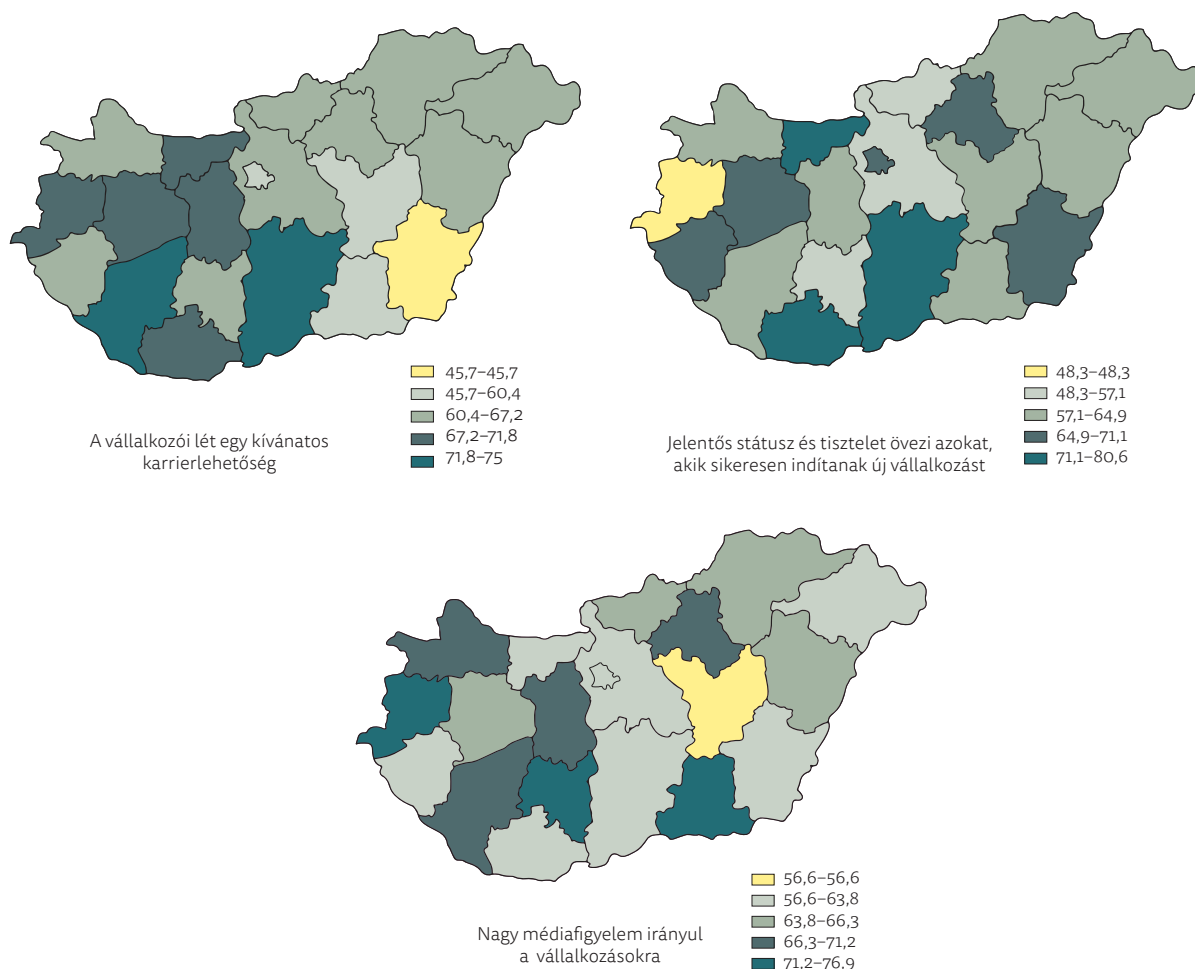 45,7–45,7
45,7–60,4
60,4–67,2
67,2–71,8
71,8–75
A vállalkozói lét egy kívánatos
karrierlehetőség
48,3–48,3
48,3–57,1
57,1–64,9
64,9–71,1
71,1–80,6
Jelentős státusz és tisztelet övezi azokat,
akik sikeresen indítanak új vállalkozást
56,6–56,6
56,6–63,8
63,8–66,3
66,3–71,2
71,2–76,9
Nagy médiafigyelem irányul
a vállalkozásokra